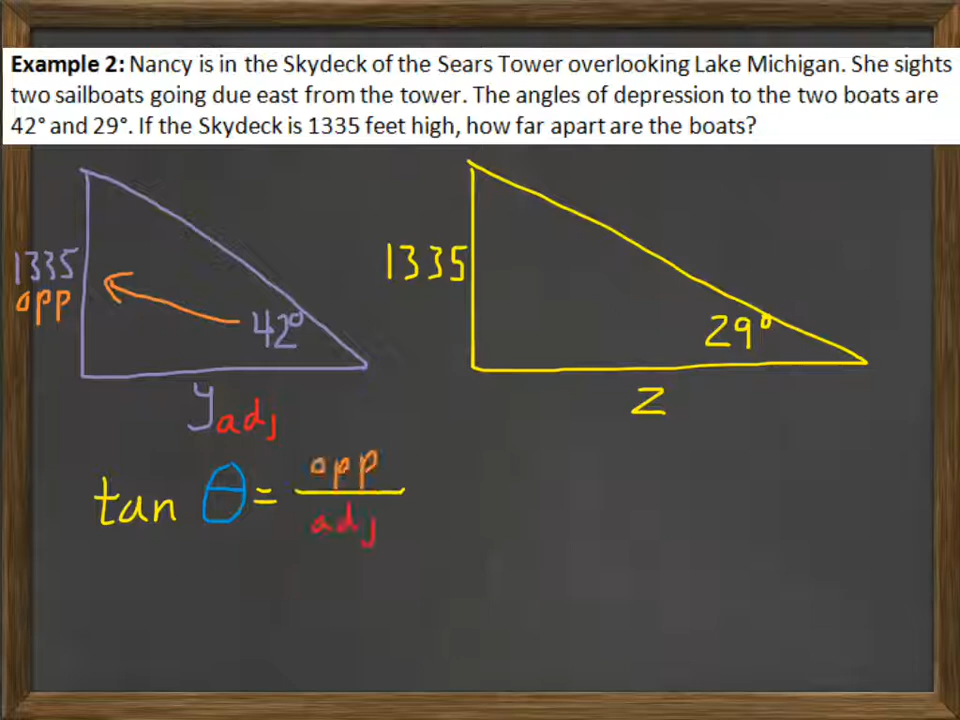 Example 2: Nancy is in the Skydeck of the Sears Tower overlooking Lake Michigan. She sights
two sailboats going due east from the tower. The angles of depression to the two boats are
42° and 29°. If the Skydeck is 1335 feet high, how far apart are the boats?
1335
opp
42°
y adj
1335
29°
z
tan θ = opp
adj